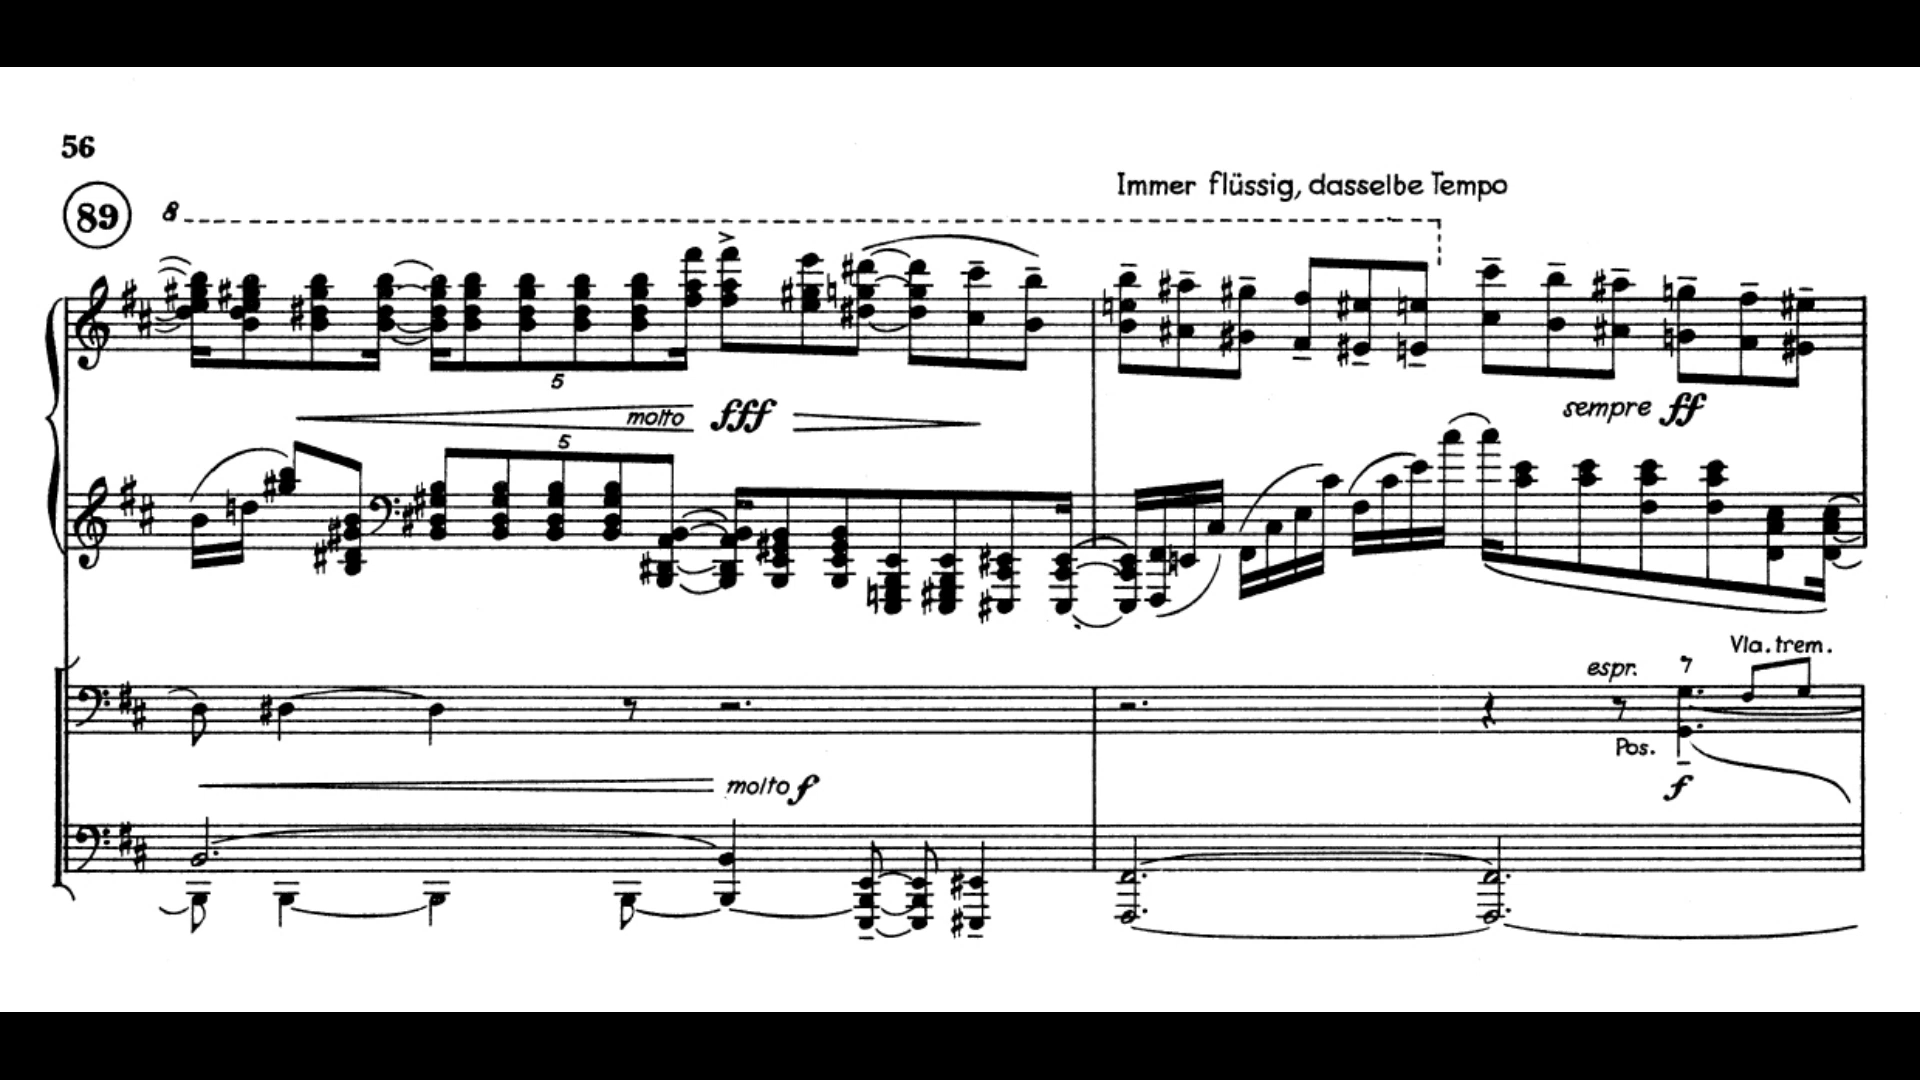 56
Immer flüssig, dasselbe Tempo
89
8
5
molto fff
sempre ff
5
Vla. trem.
espr.
Pos.
molto f
f